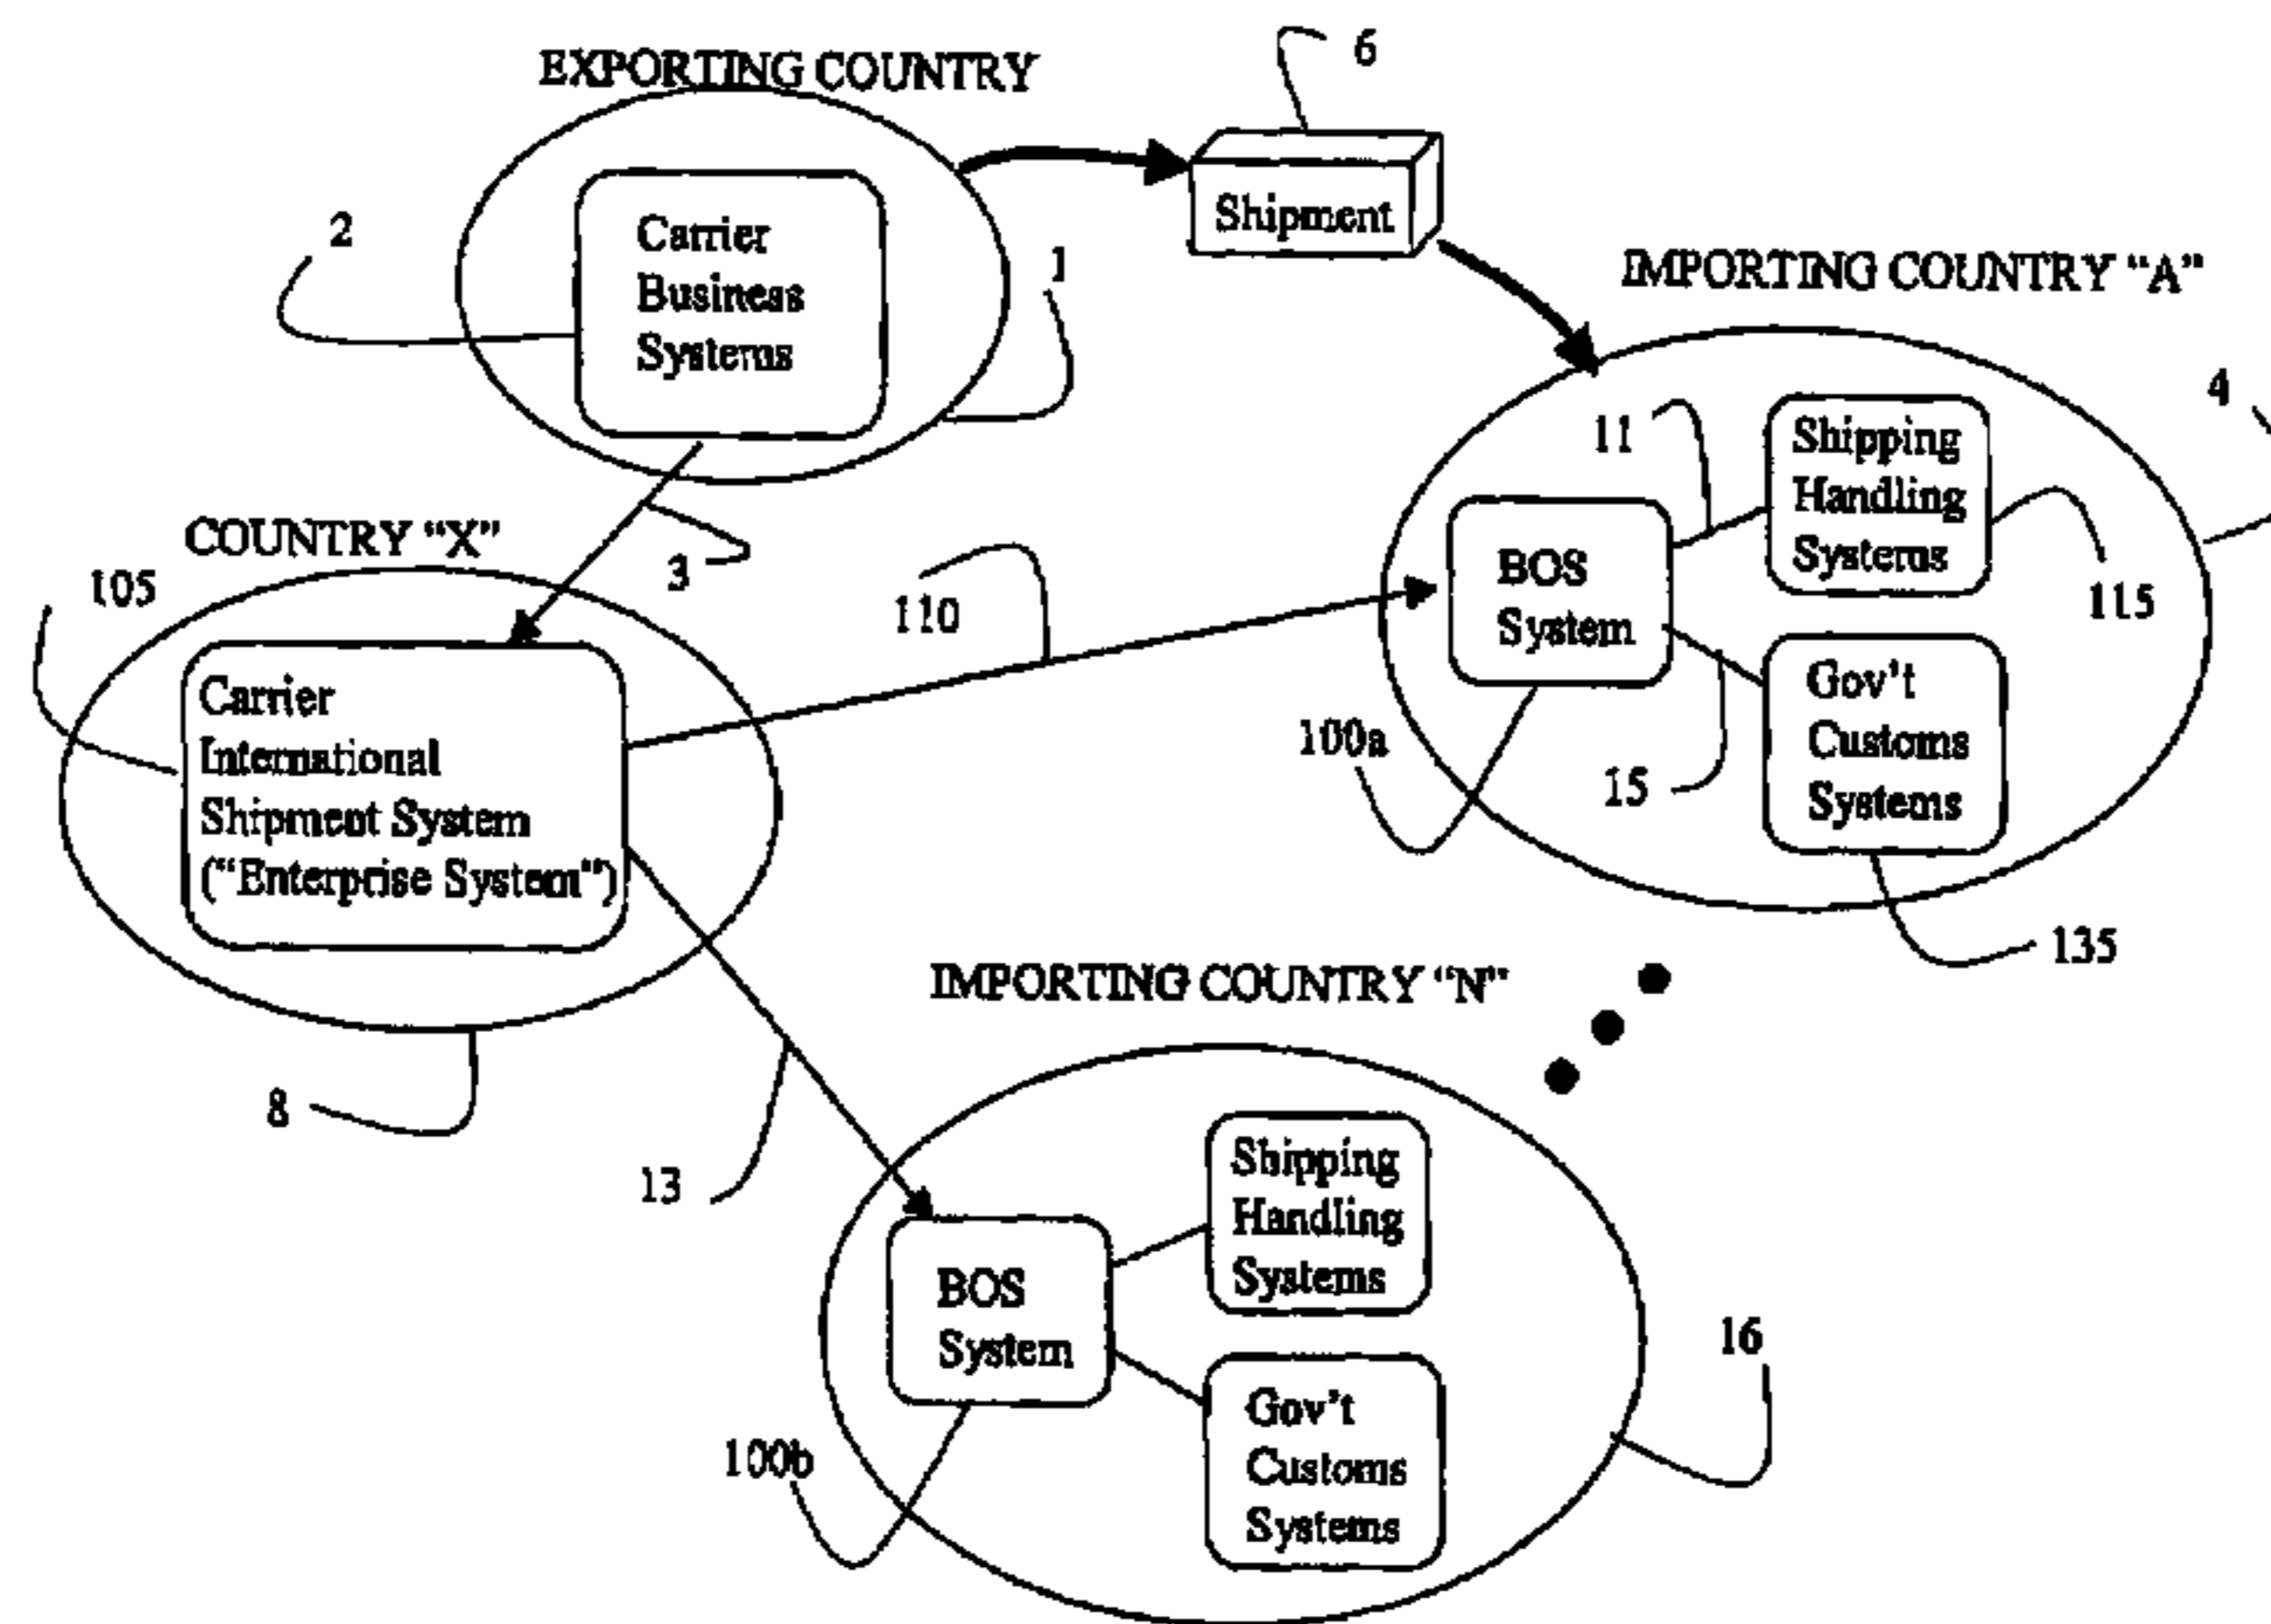 EXPORTING COUNTRY
6
Shipment
2
Carrier
Business
Systems
1
IMPORTING COUNTRY "A"
4
11
Shipping
Handling
Systems
COUNTRY "X"
3
BOS
System
105
110
115
Carrier
International
Shipment System
("Enterprise System")
Gov't
Customs
Systems
100a
15
135
IMPORTING COUNTRY "N"
8
13
Shipping
Handling
Systems
BOS
System
16
Gov't
Customs
Systems
100b